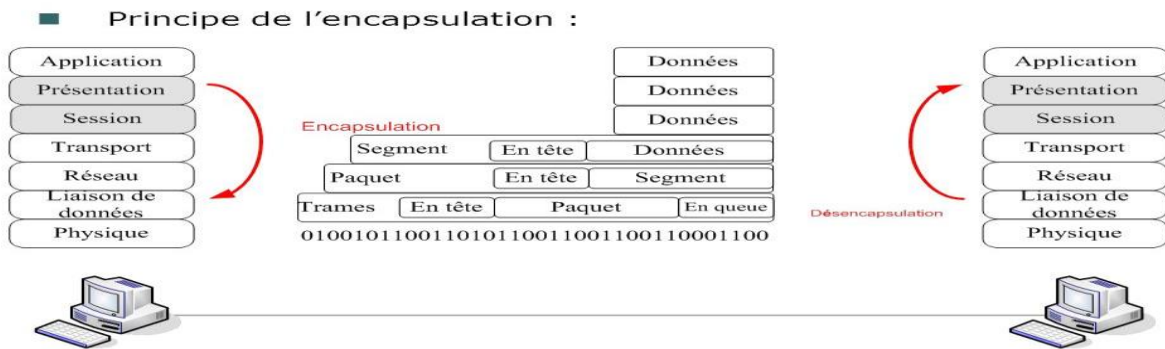 Principe de l'encapsulation :
Application
Présentation
Session
Transport
Réseau
Liaison de
données
Physique
Encapsulation
Données
Données
Données
Segment En tête Données
Paquet En tête Segment
Trames En tête Paquet En queue
01001011001101011001100110011001100011​00
Désencapsulation
Application
Présentation
Session
Transport
Réseau
Liaison de
données
Physique